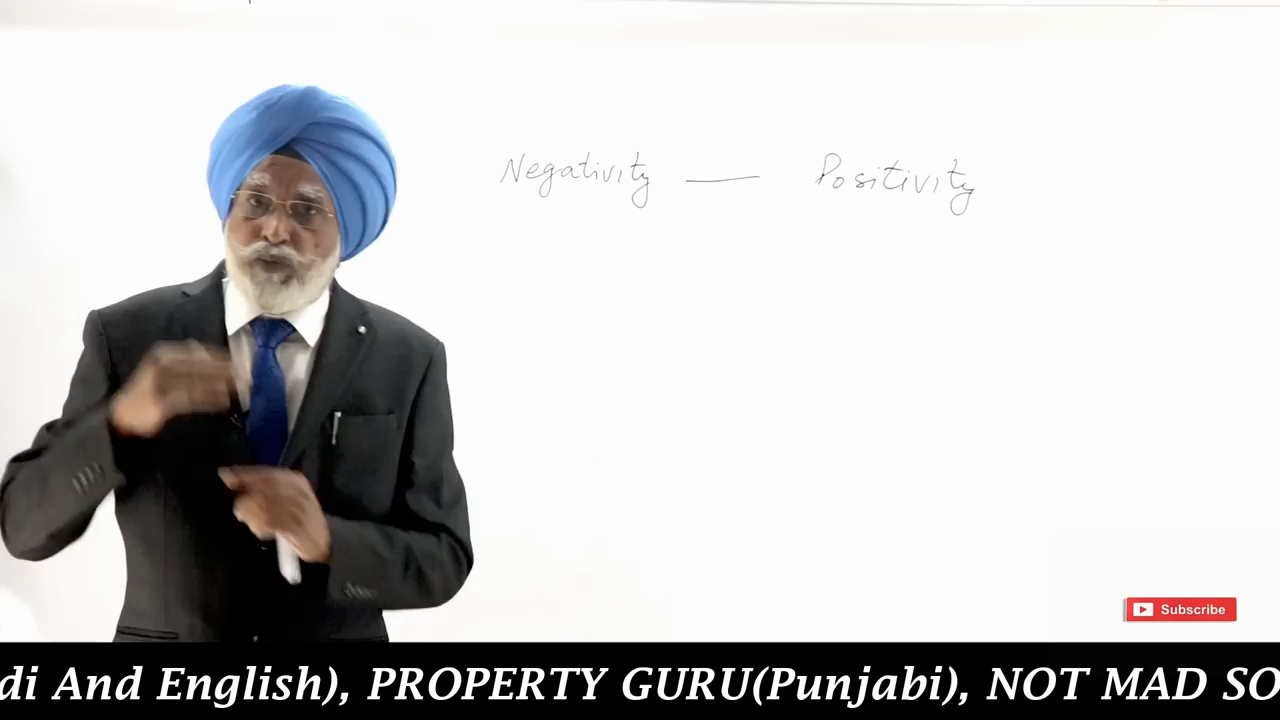 Negativity — Positivity
Subscribe
di And English), PROPERTY GURU(Punjabi), NOT MAD SO